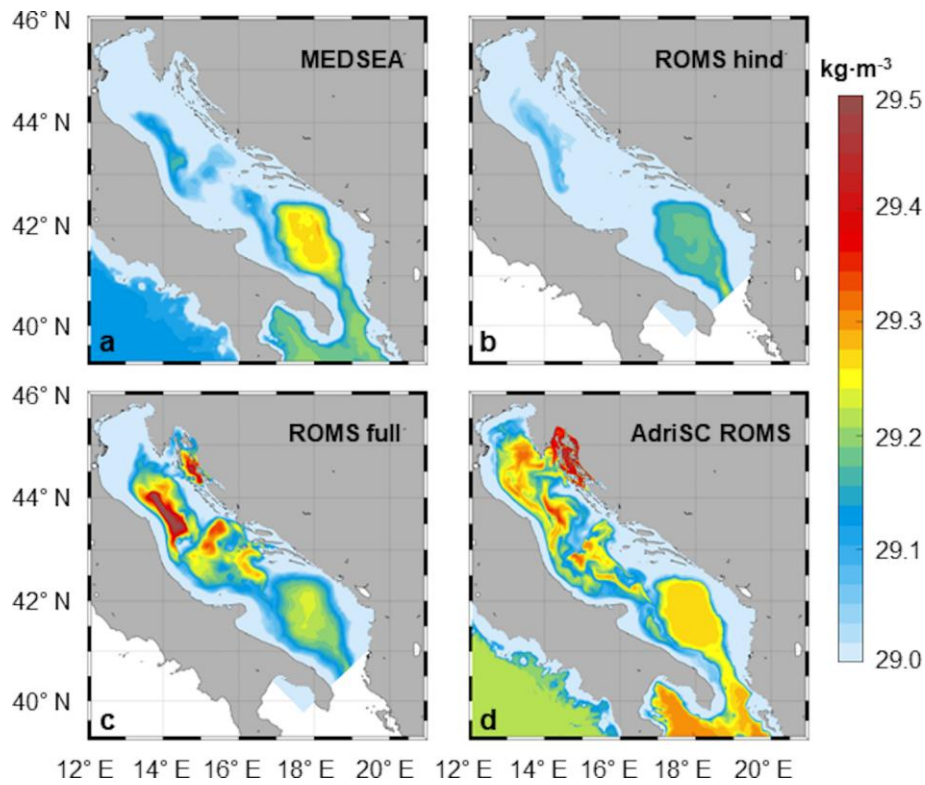 46° N
44° N
42° N
40° N
MEDSEA
a
ROMS hind
b
kg·m⁻³
29.5
29.4
29.3
29.2
29.1
29.0
46° N
44° N
42° N
40° N
ROMS full
c
AdriSC ROMS
d
12° E 14° E 16° E 18° E 20° E
12° E 14° E 16° E 18° E 20° E